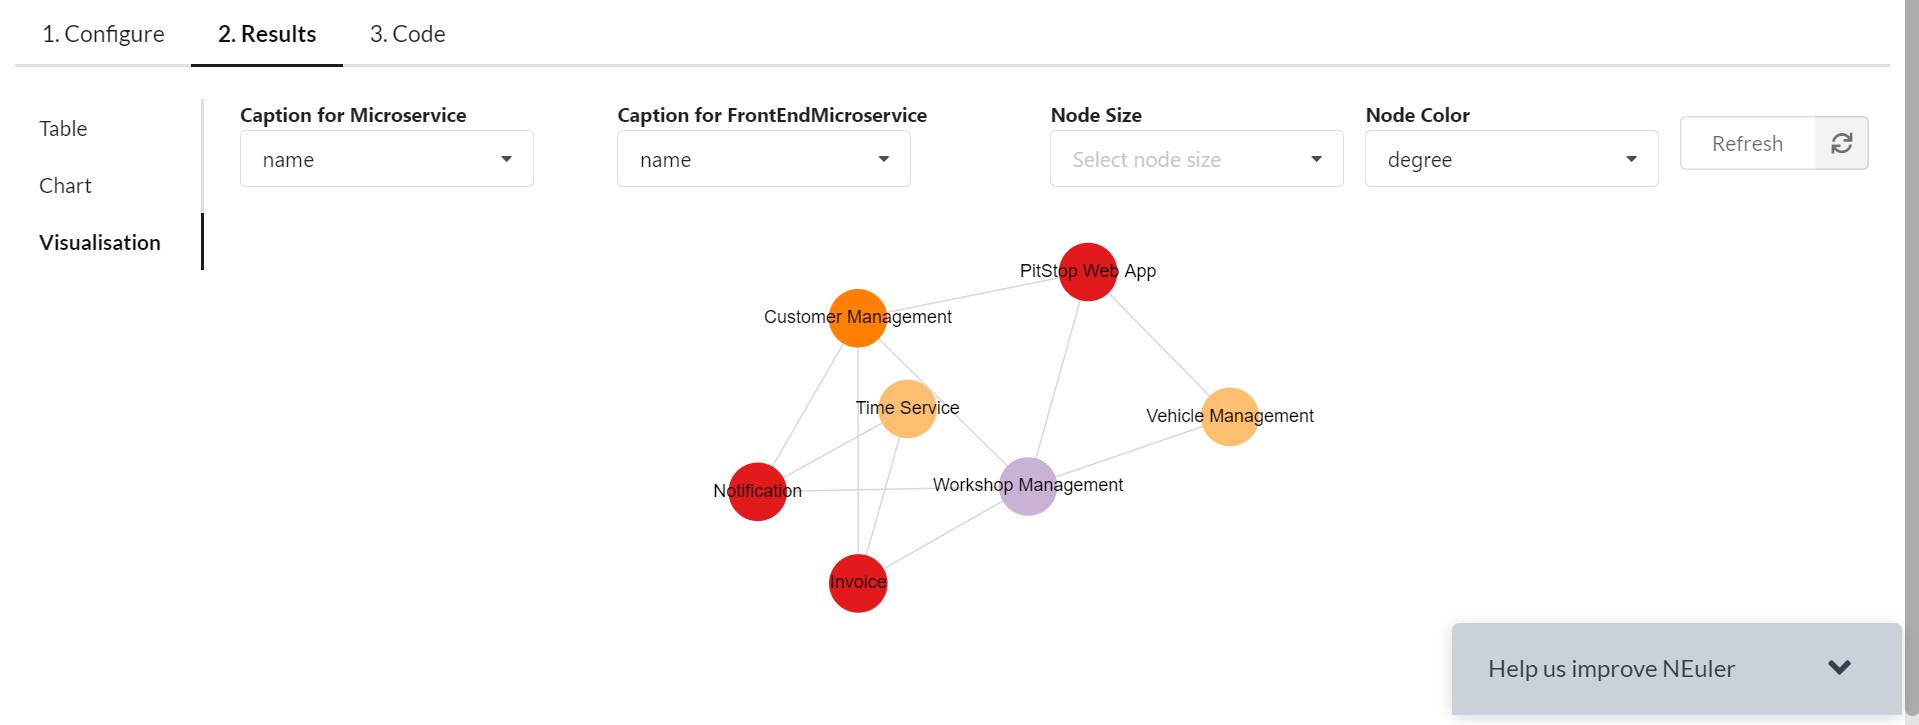 1. Configure
2. Results
3. Code
Table
Chart
Visualisation
Caption for Microservice
name
Caption for FrontEndMicroservice
name
Node Size
Select node size
Node Color
degree
Refresh
PitStop Web App
Customer Management
Time Service
Vehicle Management
Notification
Workshop Management
Invoice
Help us improve NEuler